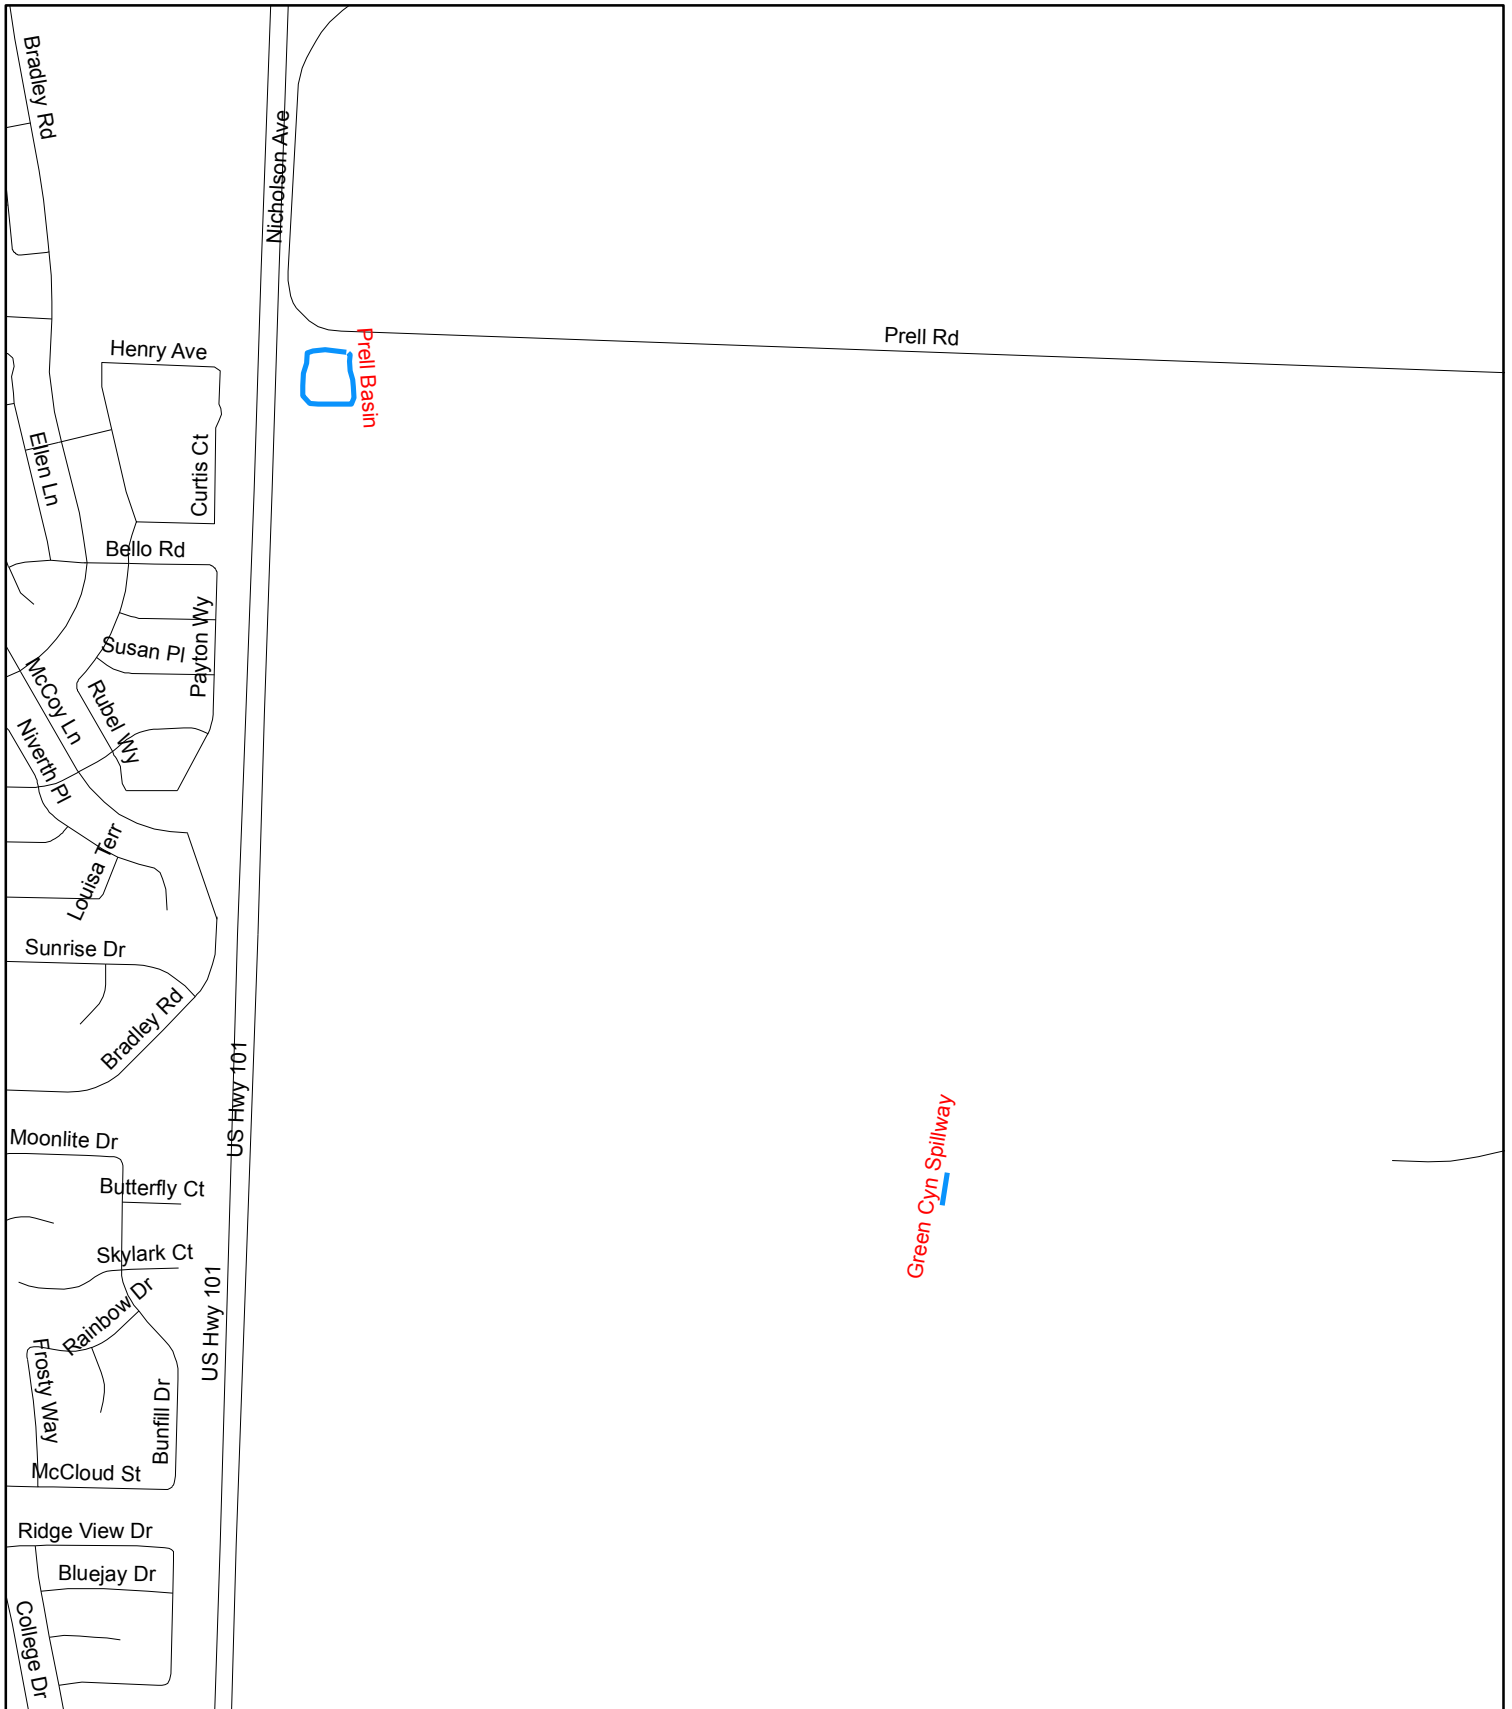 Bradley Rd
Nicholson Ave
Prell Rd
Henry Ave
Prell Basin
Ellen Ln
Curtis Ct
Bello Rd
Payton Wy
Susan Pl
McCoy Ln
Rubel Wy
Niverth Pl
Louisa Terr
Sunrise Dr
Bradley Rd
US Hwy 101
Green Cyn Spillway
Moonlite Dr
Butterfly Ct
Skylark Ct
US Hwy 101
Rainbow Dr
Frosty Way
Bunfill Dr
McCloud St
Ridge View Dr
Bluejay Dr
College Dr